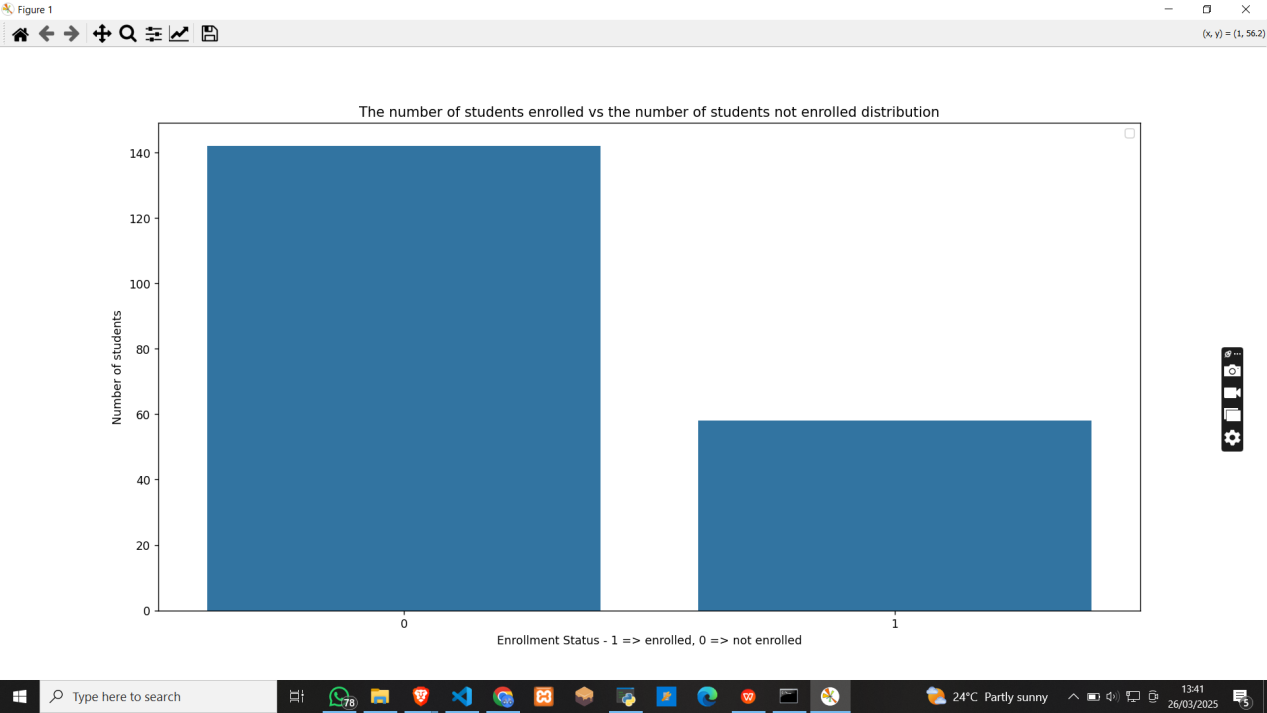 Figure 1
(x, y) = (1, 56.2)
The number of students enrolled vs the number of students not enrolled distribution
140
120
100
80
60
40
20
0
Number of students
0
1
Enrollment Status - 1 => enrolled, 0 => not enrolled
Type here to search
78
24°C Partly sunny
13:41
26/03/2025
5